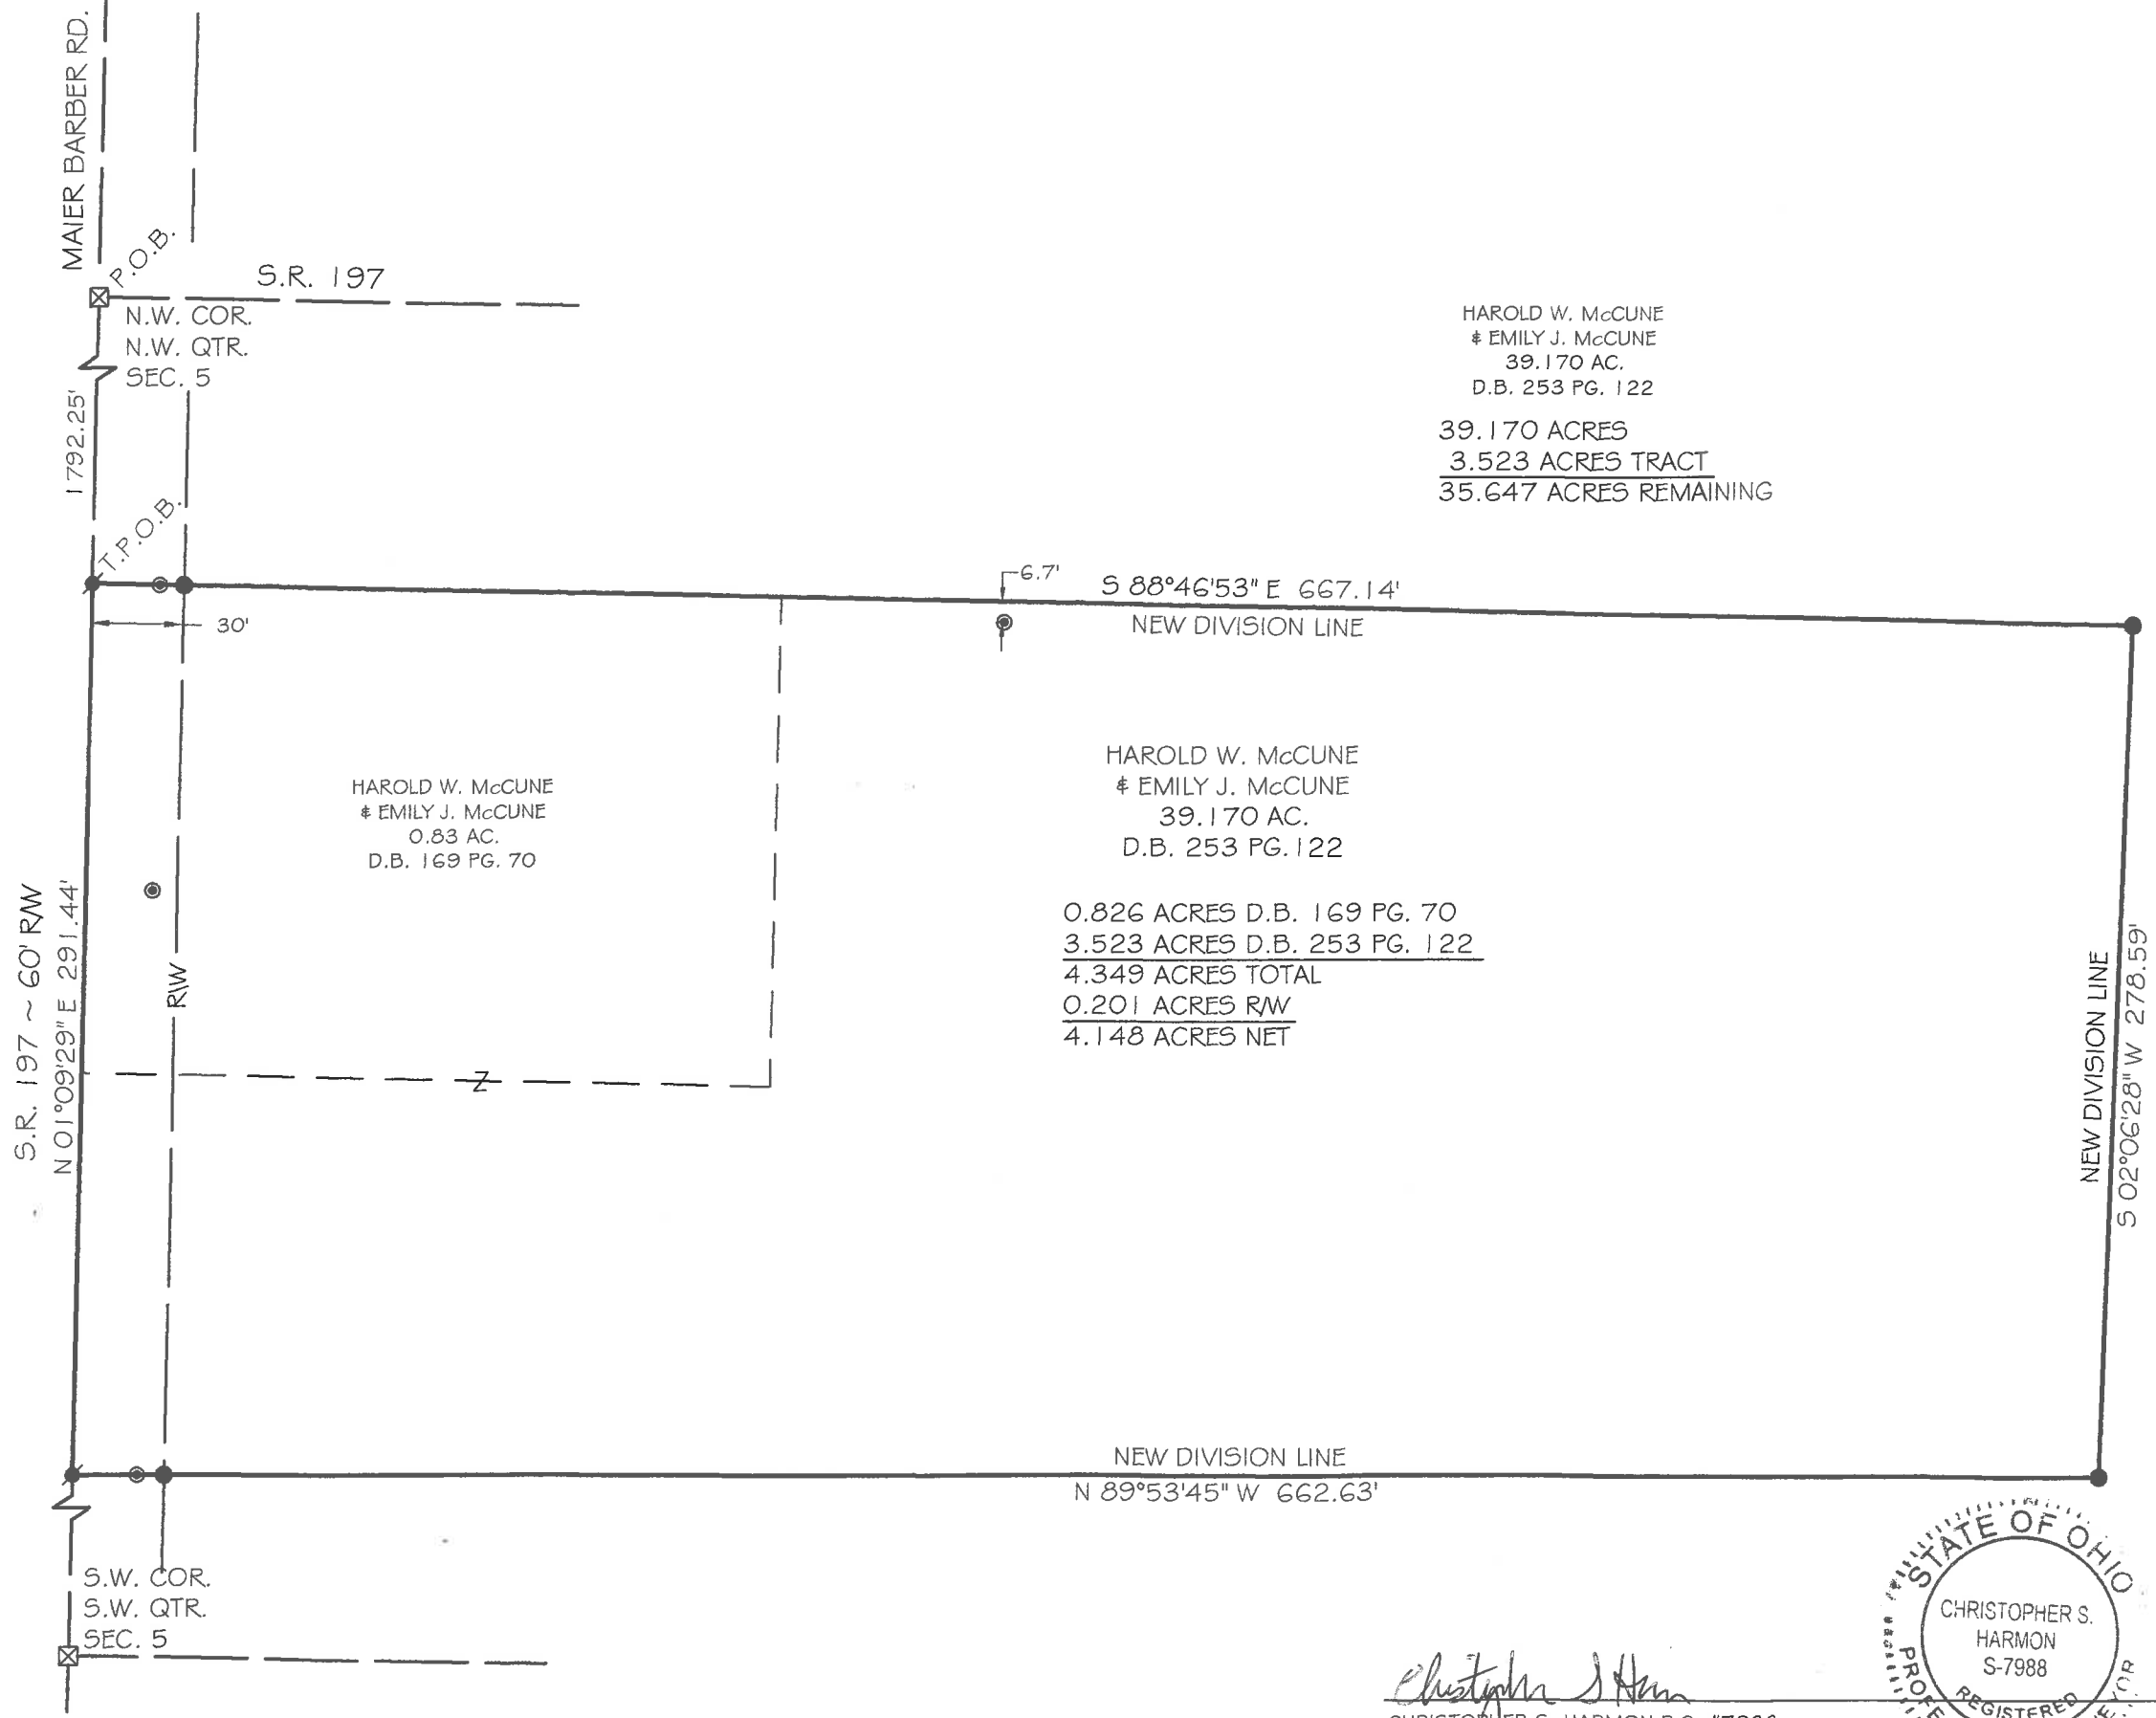 MAIER BARBER RD.
P.O.B.
S.R. 197
N.W. COR.
N.W. QTR.
SEC. 5
1792.25'
T.P.O.B.
HAROLD W. McCUNE
& EMILY J. McCUNE
39.170 AC.
D.B. 253 PG. 122
39.170 ACRES
3.523 ACRES TRACT
35.647 ACRES REMAINING
6.7'
S 88°46'53" E 667.14'
NEW DIVISION LINE
30'
HAROLD W. McCUNE
& EMILY J. McCUNE
0.83 AC.
D.B. 169 PG. 70
HAROLD W. McCUNE
& EMILY J. McCUNE
39.170 AC.
D.B. 253 PG. 122
0.826 ACRES D.B. 169 PG. 70
3.523 ACRES D.B. 253 PG. 122
4.349 ACRES TOTAL
0.201 ACRES R/W
4.148 ACRES NET
S.R. 197 ~ 60' R/W
N 01°09'29" E 291.44'
R/W
Z
NEW DIVISION LINE
S 02°06'28" W 278.59'
NEW DIVISION LINE
N 89°53'45" W 662.63'
S.W. COR.
S.W. QTR.
SEC. 5
STATE OF OHIO
CHRISTOPHER S.
HARMON
S-7988
REGISTERED
Christopher S Harmon
CHRISTOPHER S. HARMON